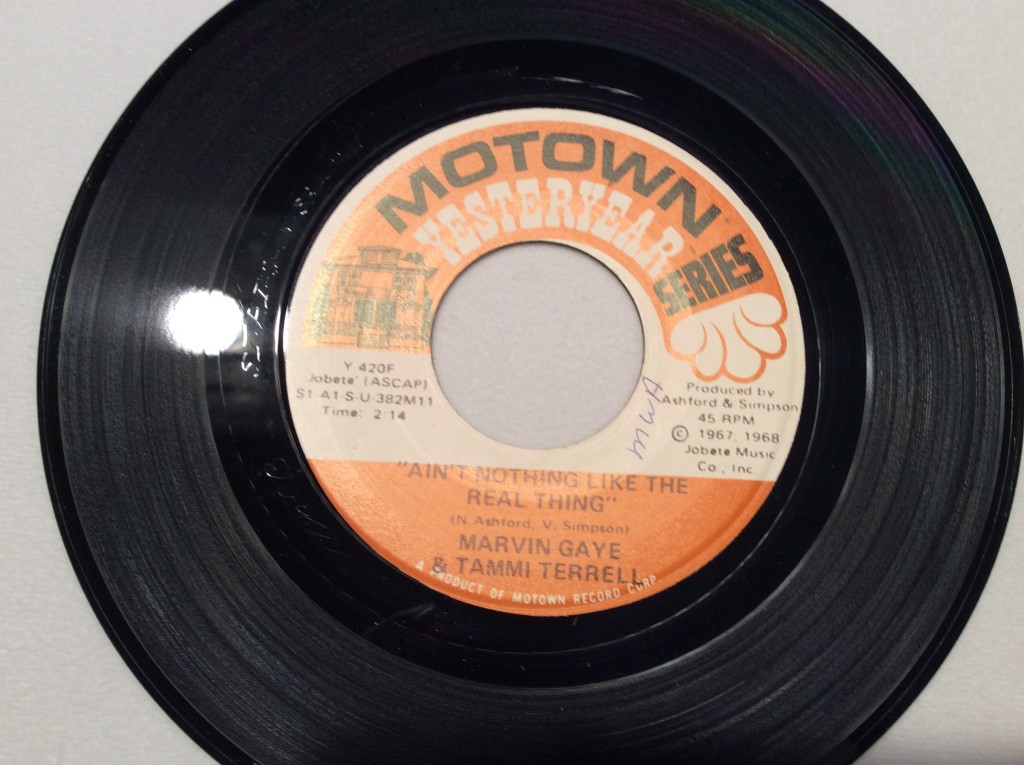 MOTOWN
YESTERYEAR
SERIES
Y 420F
Jobete' (ASCAP)
S1-A1-S-U-382M11
Time: 2:14
Produced by
Ashford & Simpson
45 RPM
© 1967, 1968
Jobete Music
Co., Inc.
"AIN'T NOTHING LIKE THE
REAL THING"
(N. Ashford, V. Simpson)
MARVIN GAYE
& TAMMI TERRELL
A PRODUCT OF MOTOWN RECORD CORP